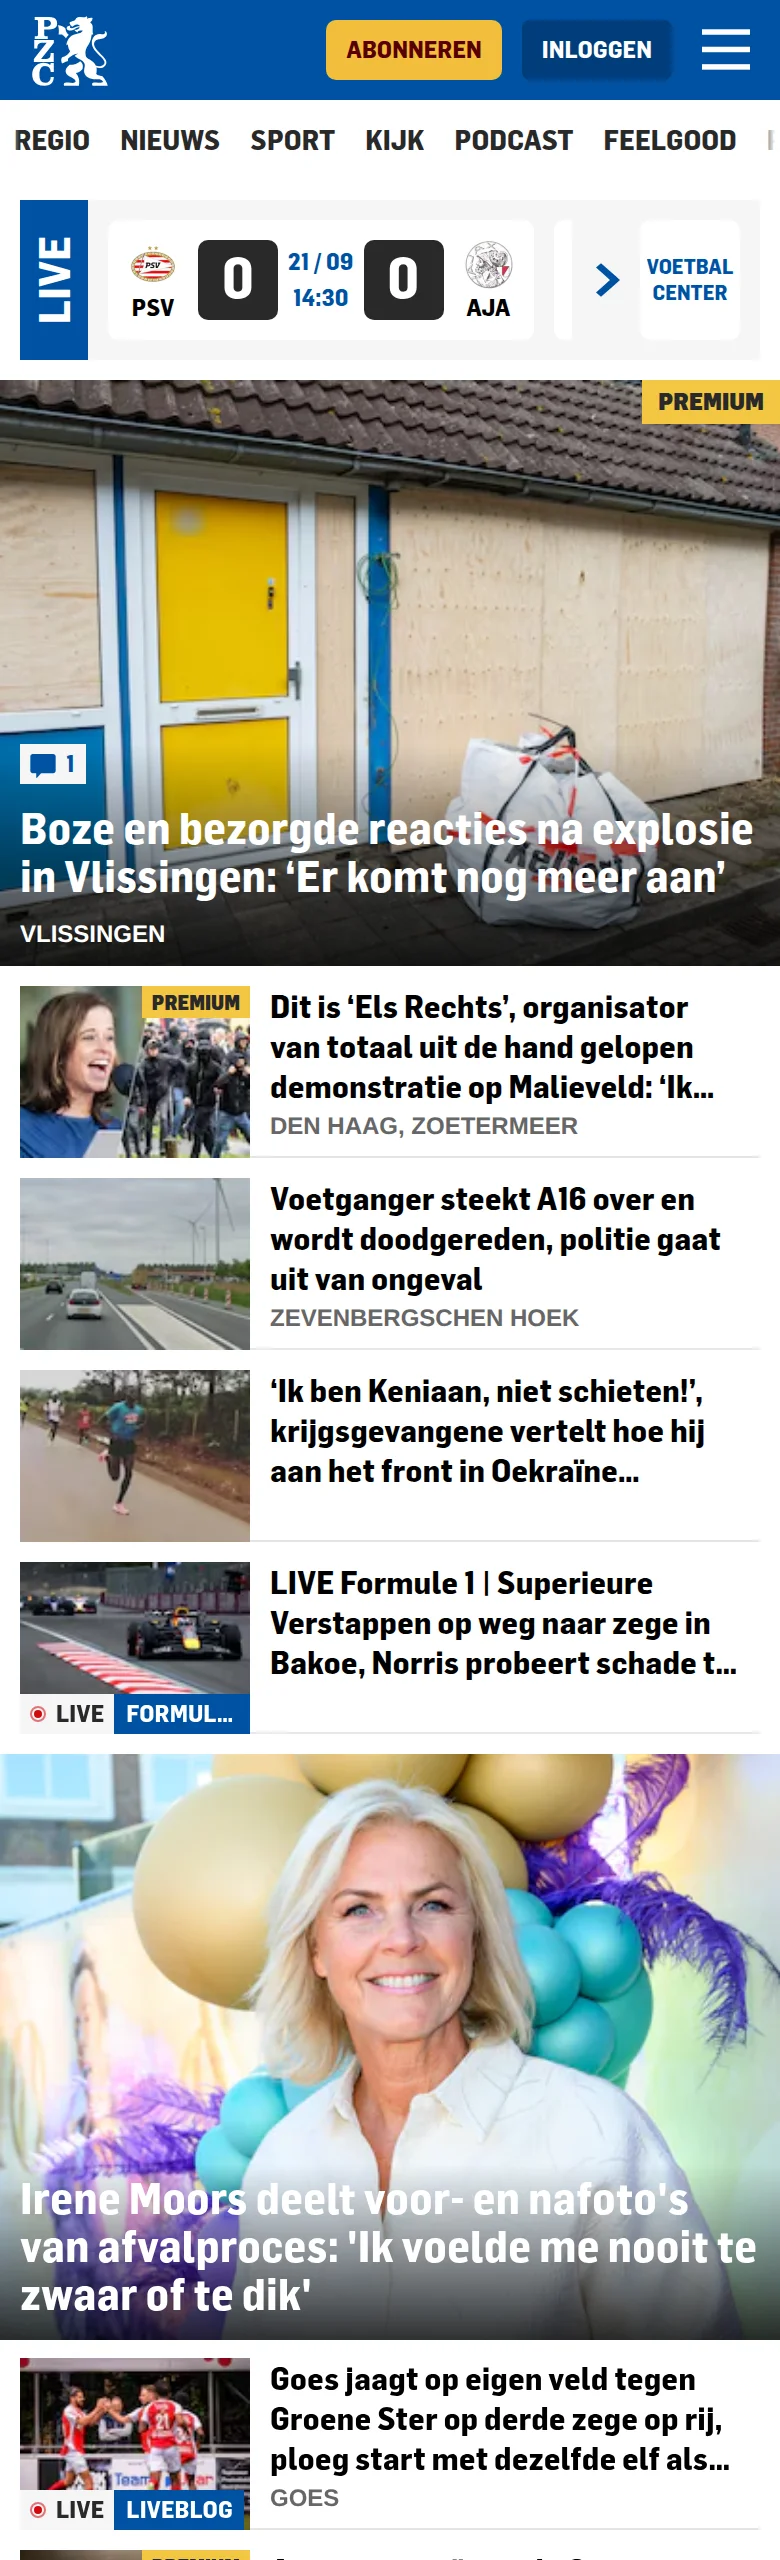 PZC
ABONNEREN
INLOGGEN
REGIO NIEUWS SPORT KIJK PODCAST FEELGOOD
LIVE
PSV
PSV
0
21 / 09
14:30
0
AJA
VOETBAL
CENTER
PREMIUM
1
Boze en bezorgde reacties na explosie
in Vlissingen: ‘Er komt nog meer aan’
VLISSINGEN
PREMIUM
Dit is ‘Els Rechts’, organisator
van totaal uit de hand gelopen
demonstratie op Malieveld: ‘Ik...
DEN HAAG, ZOETERMEER
Voetganger steekt A16 over en
wordt doodgereden, politie gaat
uit van ongeval
ZEVENBERGSCHEN HOEK
‘Ik ben Keniaan, niet schieten!’,
krijgsgevangene vertelt hoe hij
aan het front in Oekraïne...
LIVE Formule 1 | Superieure
Verstappen op weg naar zege in
Bakoe, Norris probeert schade t...
LIVE FORMUL...
Irene Moors deelt voor- en nafoto's
van afvalproces: 'Ik voelde me nooit te
zwaar of te dik'
21
Team
Goes jaagt op eigen veld tegen
Groene Ster op derde zege op rij,
ploeg start met dezelfde elf als...
GOES
LIVE LIVEBLOG